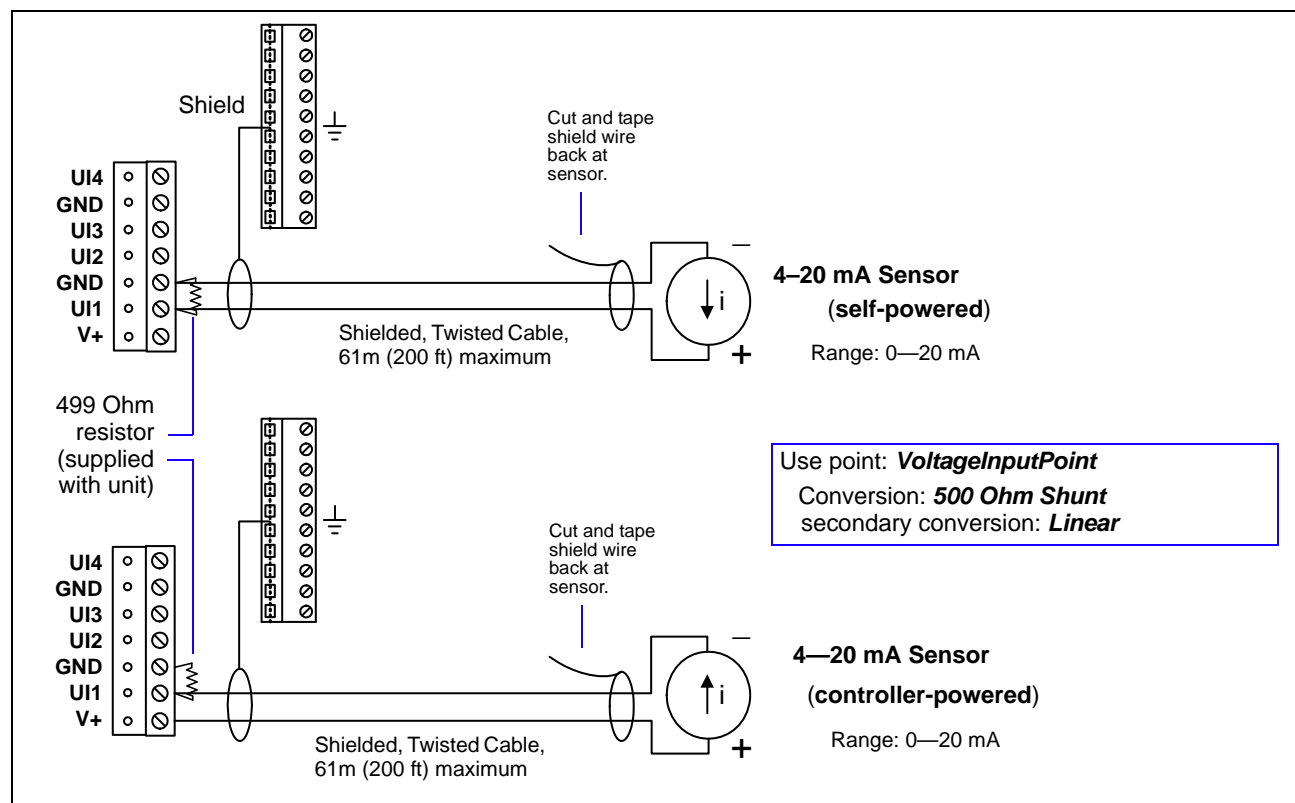 Shield
Cut and tape
shield wire
back at
sensor.
UI4
GND
UI3
UI2
GND
UI1
V+
i
–
+
4–20 mA Sensor
(self-powered)
Range: 0—20 mA
Shielded, Twisted Cable,
61m (200 ft) maximum
499 Ohm
resistor
(supplied
with unit)
Use point: VoltageInputPoint
Conversion: 500 Ohm Shunt
secondary conversion: Linear
Cut and tape
shield wire
back at
sensor.
UI4
GND
UI3
UI2
GND
UI1
V+
i
–
+
4—20 mA Sensor
(controller-powered)
Range: 0—20 mA
Shielded, Twisted Cable,
61m (200 ft) maximum